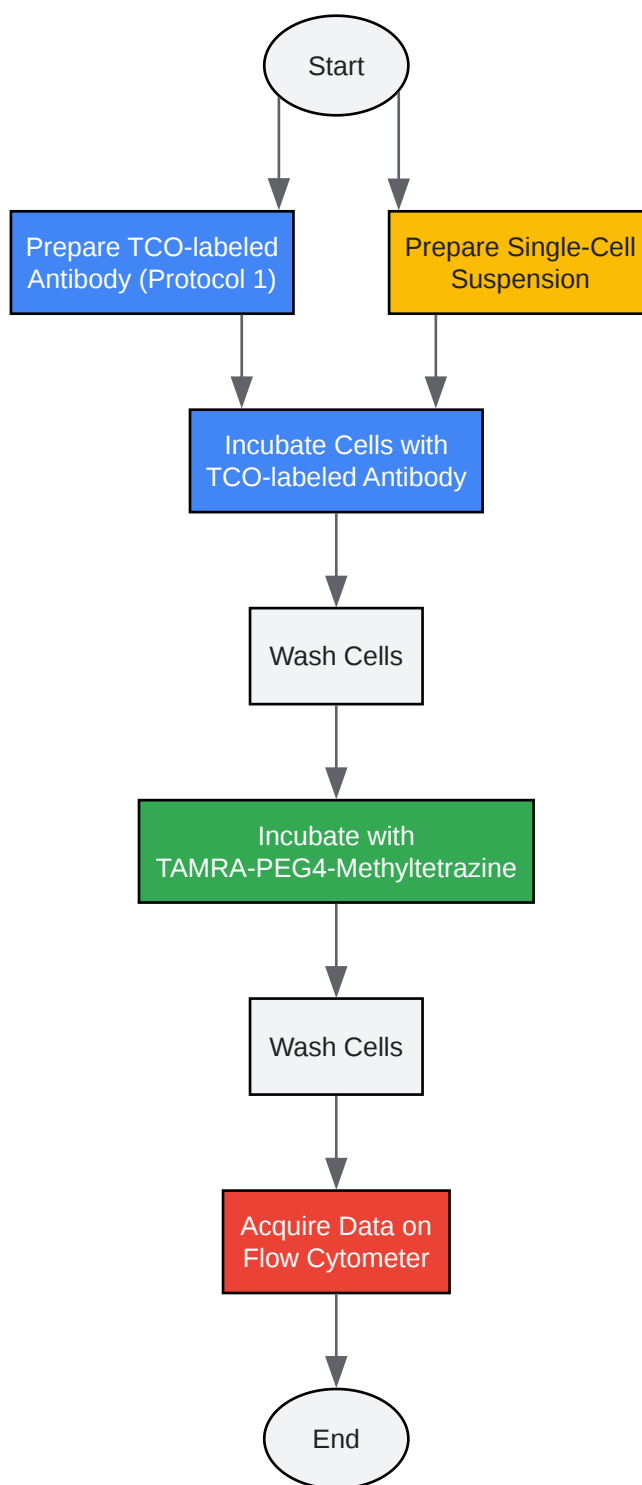 Start
Prepare TCO-labeled
Antibody (Protocol 1)
Prepare Single-Cell
Suspension
Incubate Cells with
TCO-labeled Antibody
Wash Cells
Incubate with
TAMRA-PEG4-Methyltetrazine
Wash Cells
Acquire Data on
Flow Cytometer
End